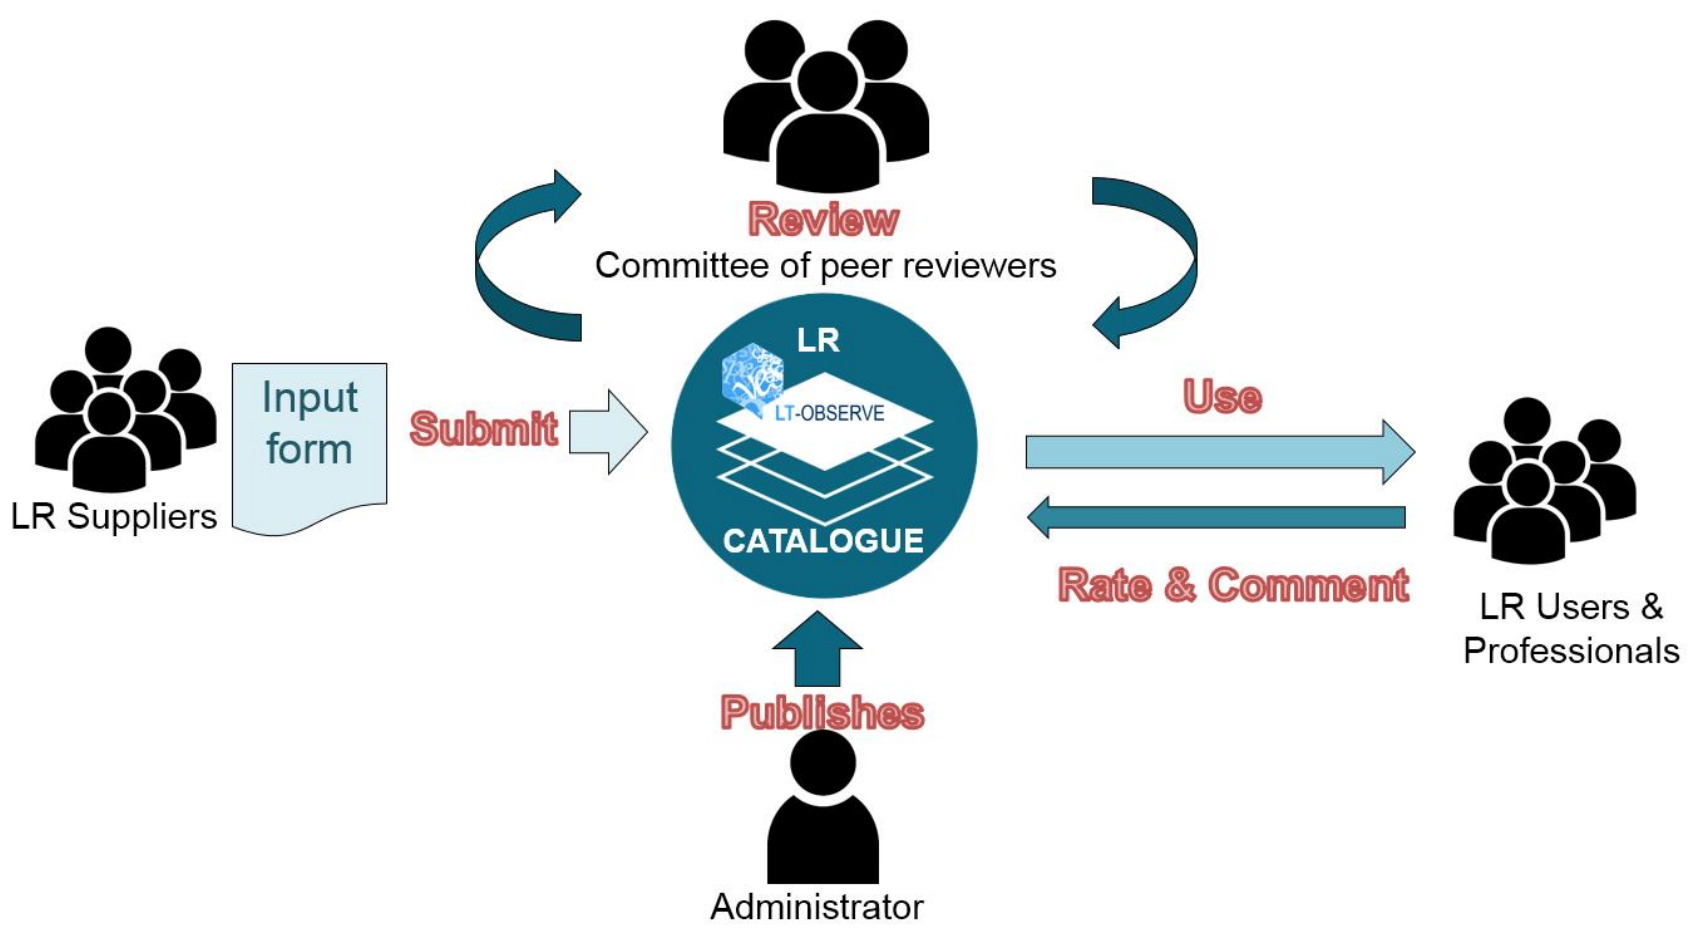 Review
Committee of peer reviewers
LR Suppliers
Input
form
Submit
LR
LT-OBSERVE
CATALOGUE
Use
Rate & Comment
LR Users &
Professionals
Publishes
Administrator